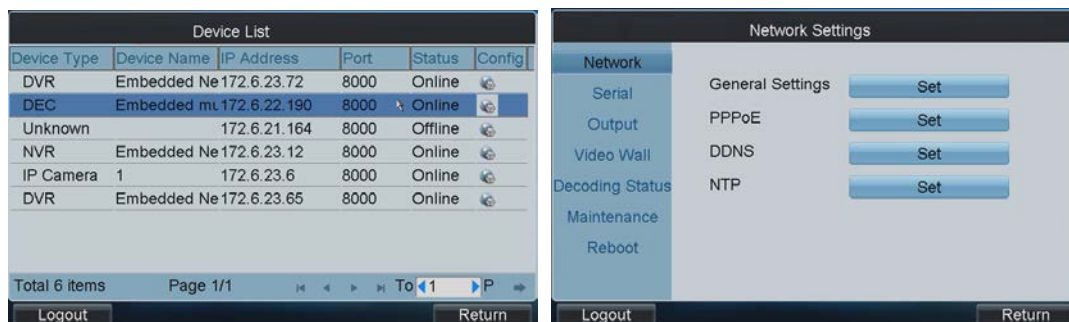 Device List
Device Type Device Name IP Address Port Status Config
DVR Embedded Ne 172.6.23.72 8000 Online
DEC Embedded mu 172.6.22.190 8000 Online
Unknown 172.6.21.164 8000 Offline
NVR Embedded Ne 172.6.23.12 8000 Online
IP Camera 1 172.6.23.6 8000 Online
DVR Embedded Ne 172.6.23.65 8000 Online
Total 6 items Page 1/1 To 1 P
Logout Return
Network Settings
Network
Serial
Output
Video Wall
Decoding Status
Maintenance
Reboot
General Settings Set
PPPoE Set
DDNS Set
NTP Set
Logout Return